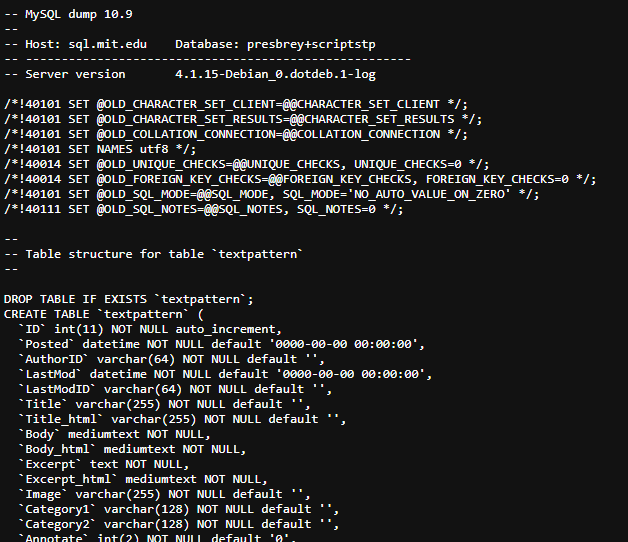 -- MySQL dump 10.9
--
-- Host: sql.mit.edu    Database: presbrey+scriptstp
-- ------------------------------------------------------
-- Server version       4.1.15-Debian_0.dotdeb.1-log
/*!40101 SET @OLD_CHARACTER_SET_CLIENT=@@CHARACTER_SET_CLIENT */;
/*!40101 SET @OLD_CHARACTER_SET_RESULTS=@@CHARACTER_SET_RESULTS */;
/*!40101 SET @OLD_COLLATION_CONNECTION=@@COLLATION_CONNECTION */;
/*!40101 SET NAMES utf8 */;
/*!40014 SET @OLD_UNIQUE_CHECKS=@@UNIQUE_CHECKS, UNIQUE_CHECKS=0 */;
/*!40014 SET @OLD_FOREIGN_KEY_CHECKS=@@FOREIGN_KEY_CHECKS, FOREIGN_KEY_CHECKS=0 */;
/*!40101 SET @OLD_SQL_MODE=@@SQL_MODE, SQL_MODE='NO_AUTO_VALUE_ON_ZERO' */;
/*!40111 SET @OLD_SQL_NOTES=@@SQL_NOTES, SQL_NOTES=0 */;
--
-- Table structure for table `textpattern`
--
DROP TABLE IF EXISTS `textpattern`;
CREATE TABLE `textpattern` (
  `ID` int(11) NOT NULL auto_increment,
  `Posted` datetime NOT NULL default '0000-00-00 00:00:00',
  `AuthorID` varchar(64) NOT NULL default '',
  `LastMod` datetime NOT NULL default '0000-00-00 00:00:00',
  `LastModID` varchar(64) NOT NULL default '',
  `Title` varchar(255) NOT NULL default '',
  `Title_html` varchar(255) NOT NULL default '',
  `Body` mediumtext NOT NULL,
  `Body_html` mediumtext NOT NULL,
  `Excerpt` text NOT NULL,
  `Excerpt_html` mediumtext NOT NULL,
  `Image` varchar(255) NOT NULL default '',
  `Category1` varchar(128) NOT NULL default '',
  `Category2` varchar(128) NOT NULL default '',
  `Annotate` int(2) NOT NULL default '0',